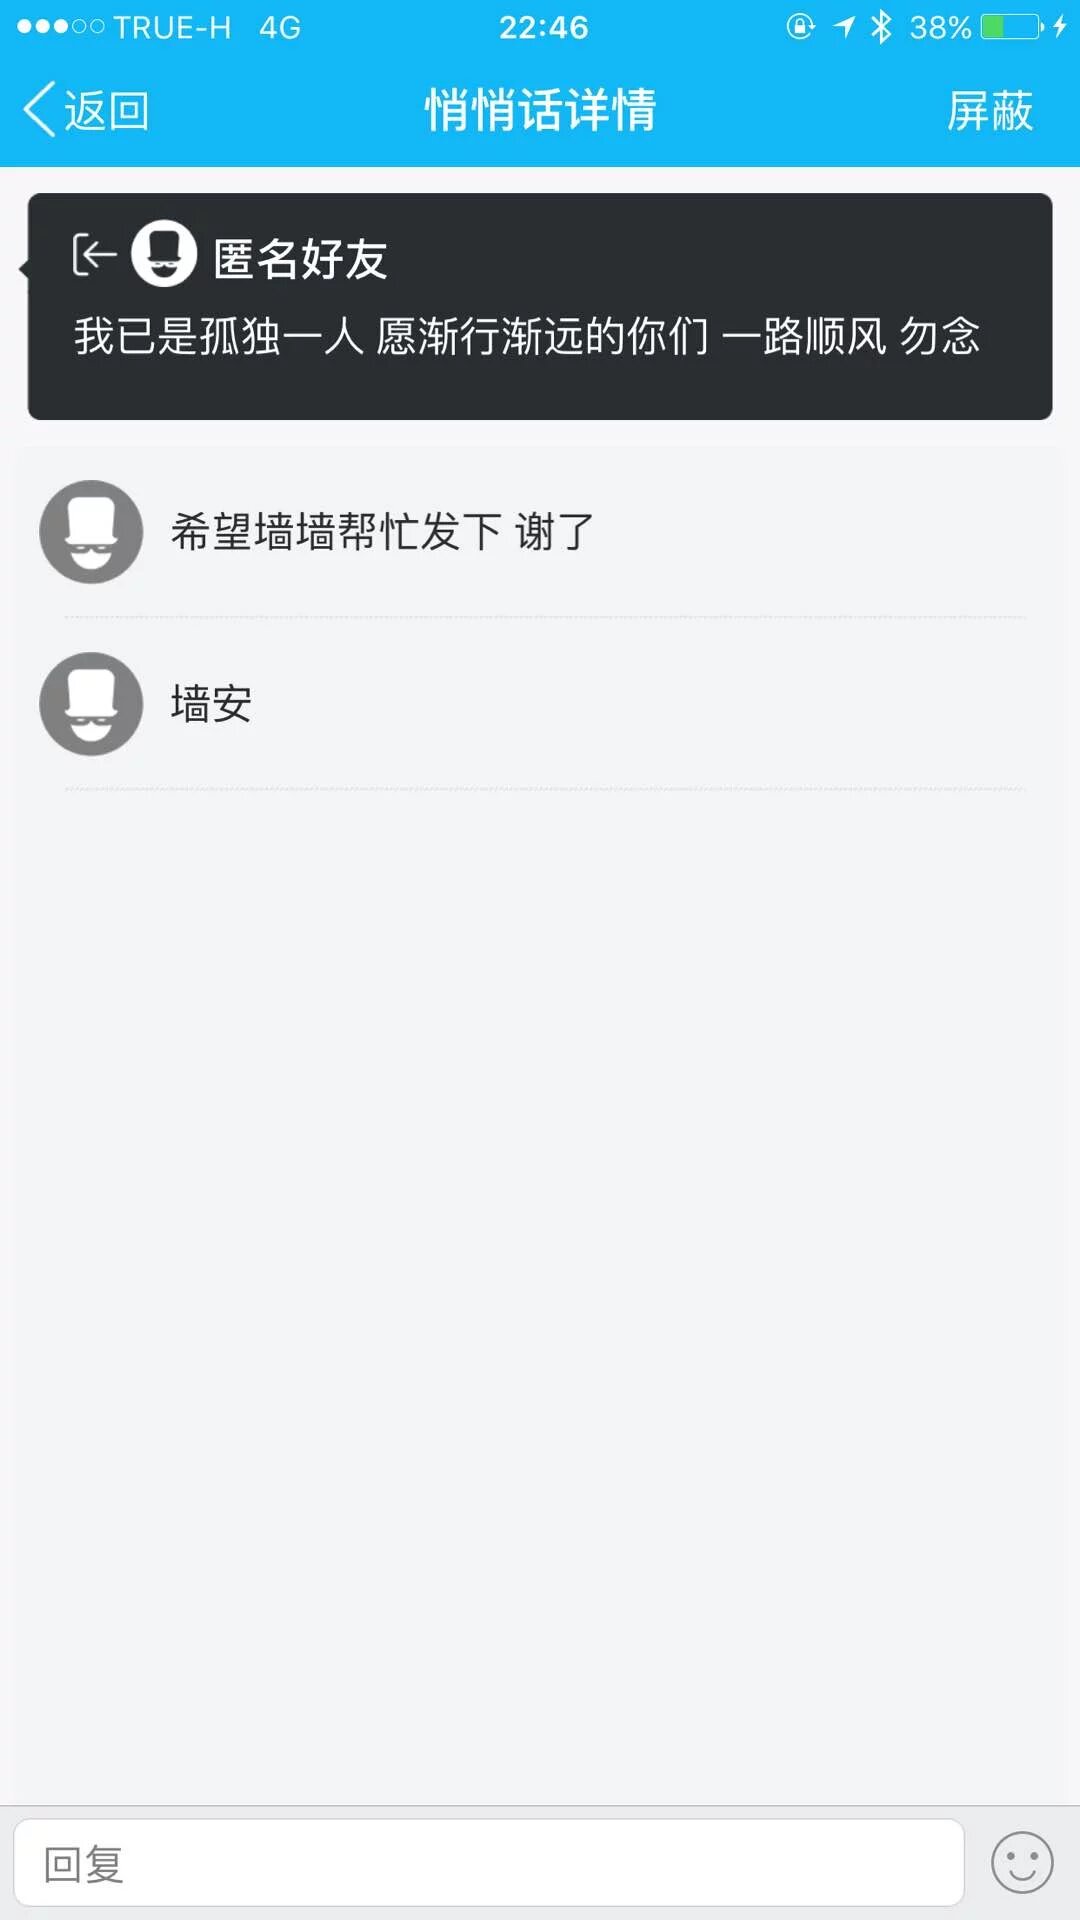 TRUE-H 4G 22:46 38%
返回 悄悄话详情 屏蔽
匿名好友
我已是孤独一人 愿渐行渐远的你们 一路顺风 勿念
希望墙墙帮忙发下 谢了
墙安
回复